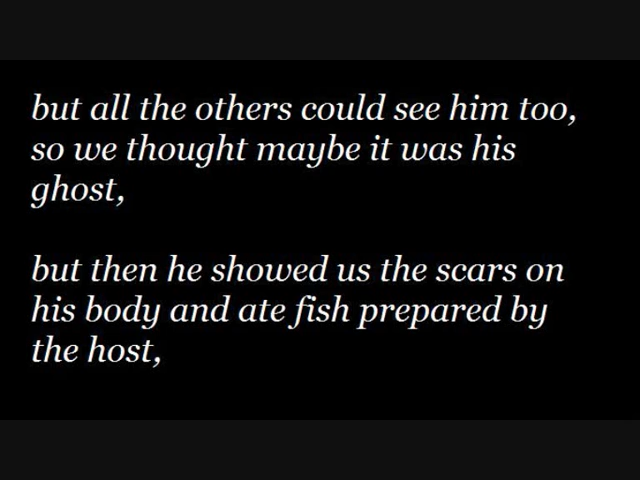 but all the others could see him too,
so we thought maybe it was his
ghost,
but then he showed us the scars on
his body and ate fish prepared by
the host,